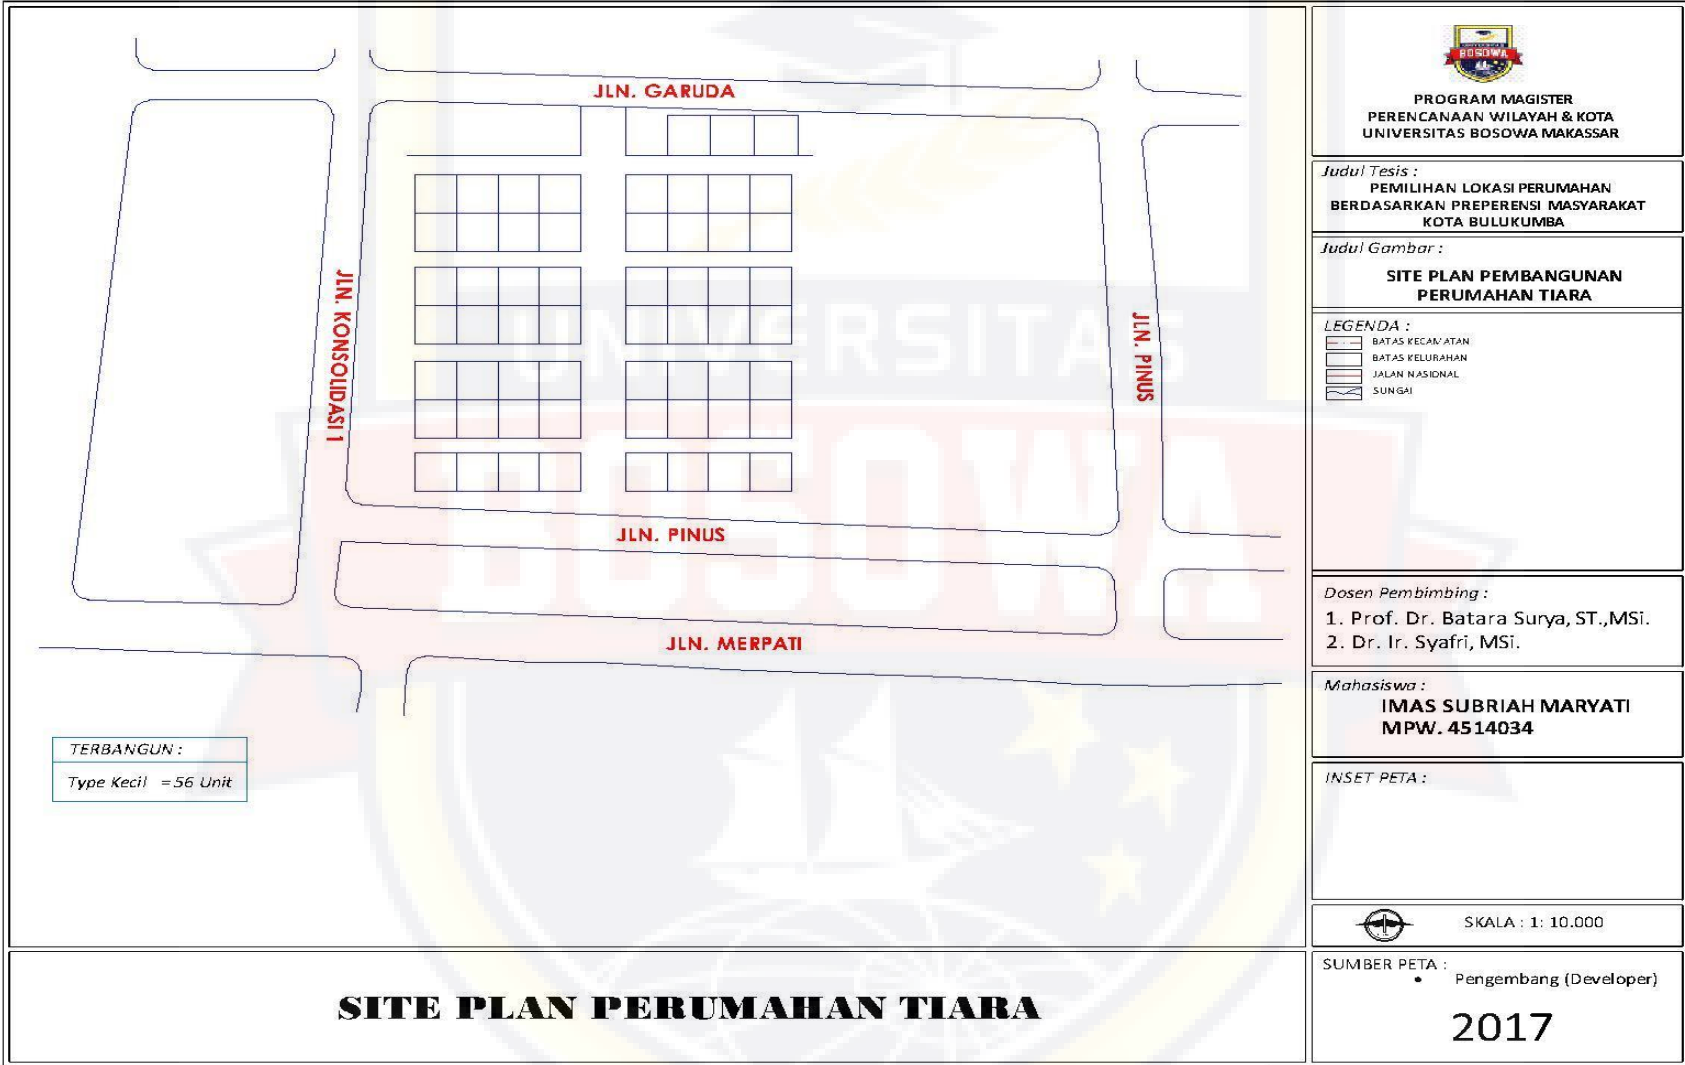 JLN. GARUDA
JLN. KONSOLIDASI 1
JLN. PINUS
JLN. PINUS
JLN. MERPATI
TERBANGUN :
Type Kecil = 56 Unit
SITE PLAN PERUMAHAN TIARA
UNIVERSITAS
BOSOWA
BOSOWA
PROGRAM MAGISTER
PERENCANAAN WILAYAH & KOTA
UNIVERSITAS BOSOWA MAKASSAR
Judul Tesis :
PEMILIHAN LOKASI PERUMAHAN
BERDASARKAN PREPERENSI MASYARAKAT
KOTA BULUKUMBA
Judul Gambar :
SITE PLAN PEMBANGUNAN
PERUMAHAN TIARA
LEGENDA :
BATAS KECAMATAN
BATAS KELURAHAN
JALAN NASIONAL
SUNGAI
Dosen Pembimbing :
1. Prof. Dr. Batara Surya, ST.,MSi.
2. Dr. Ir. Syafri, MSi.
Mahasiswa :
IMAS SUBRIAH MARYATI
MPW. 4514034
INSET PETA :
SKALA : 1: 10.000
SUMBER PETA :
• Pengembang (Developer)
2017